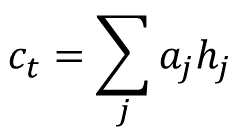 c_t = \sum_j a_j h_j